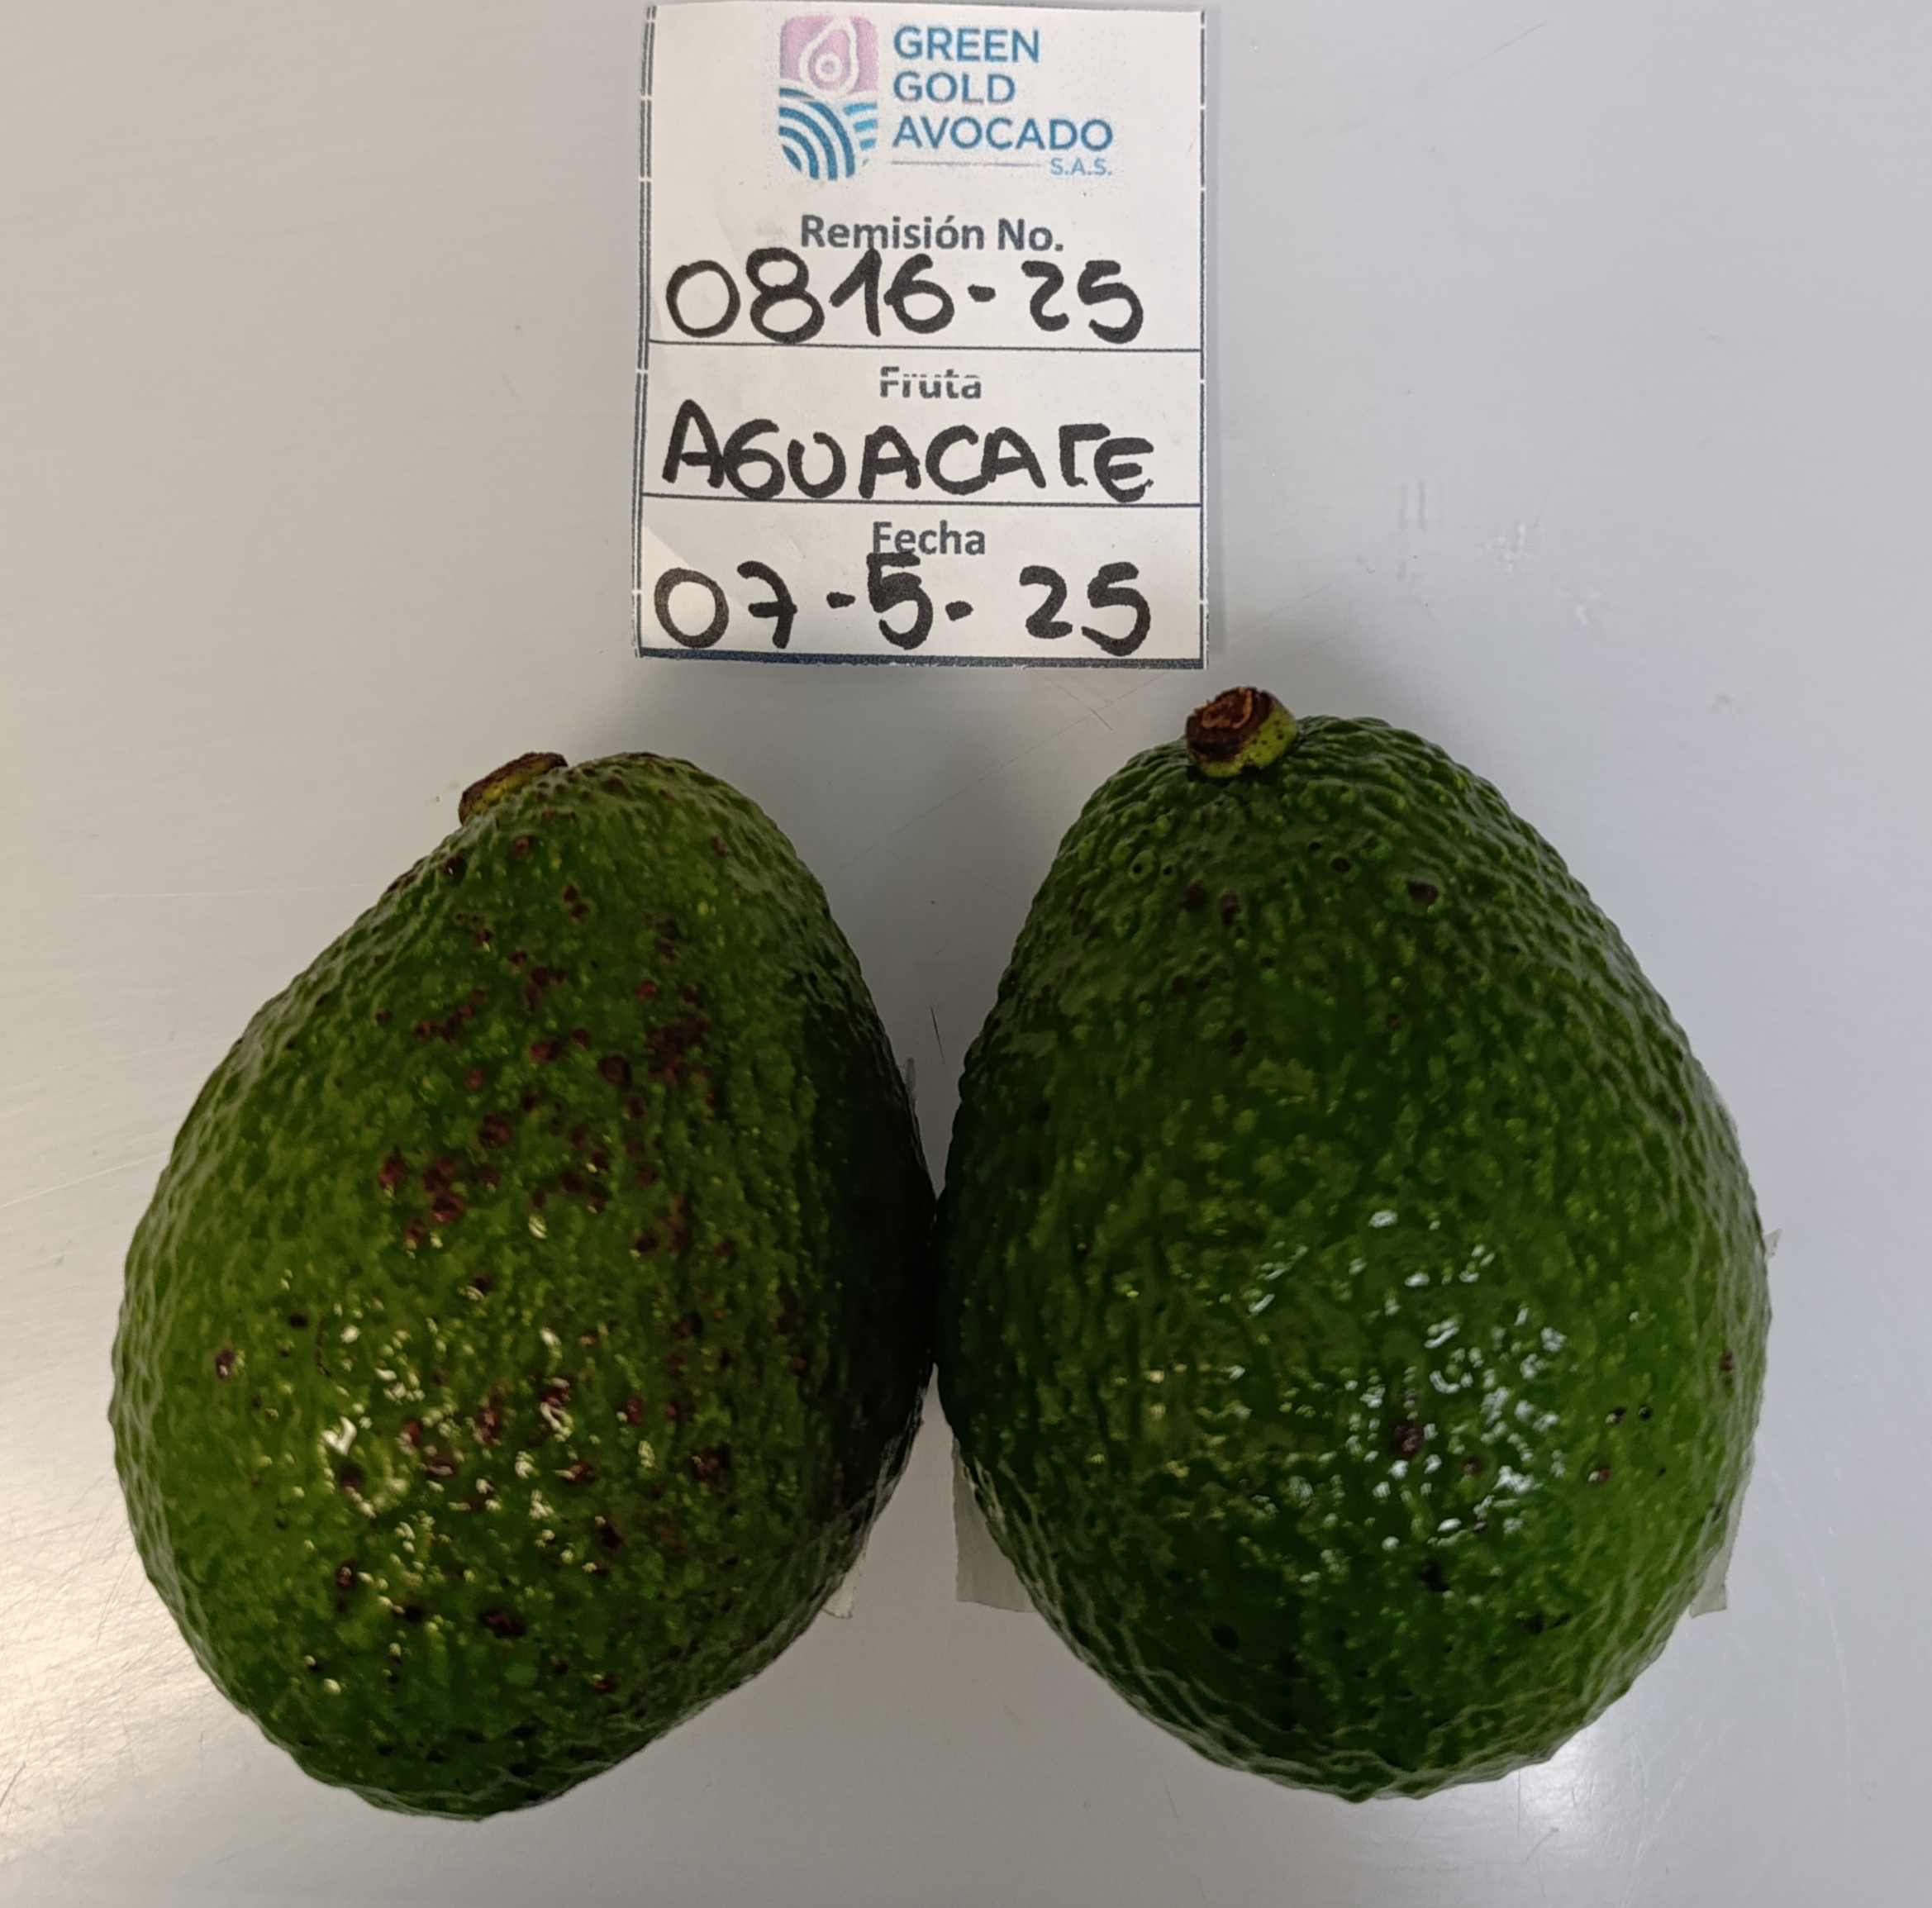 GREEN
GOLD
AVOCADO
S.A.S.
Remisión No.
0816-25
Fruta
AGUACATE
Fecha
07-5-25